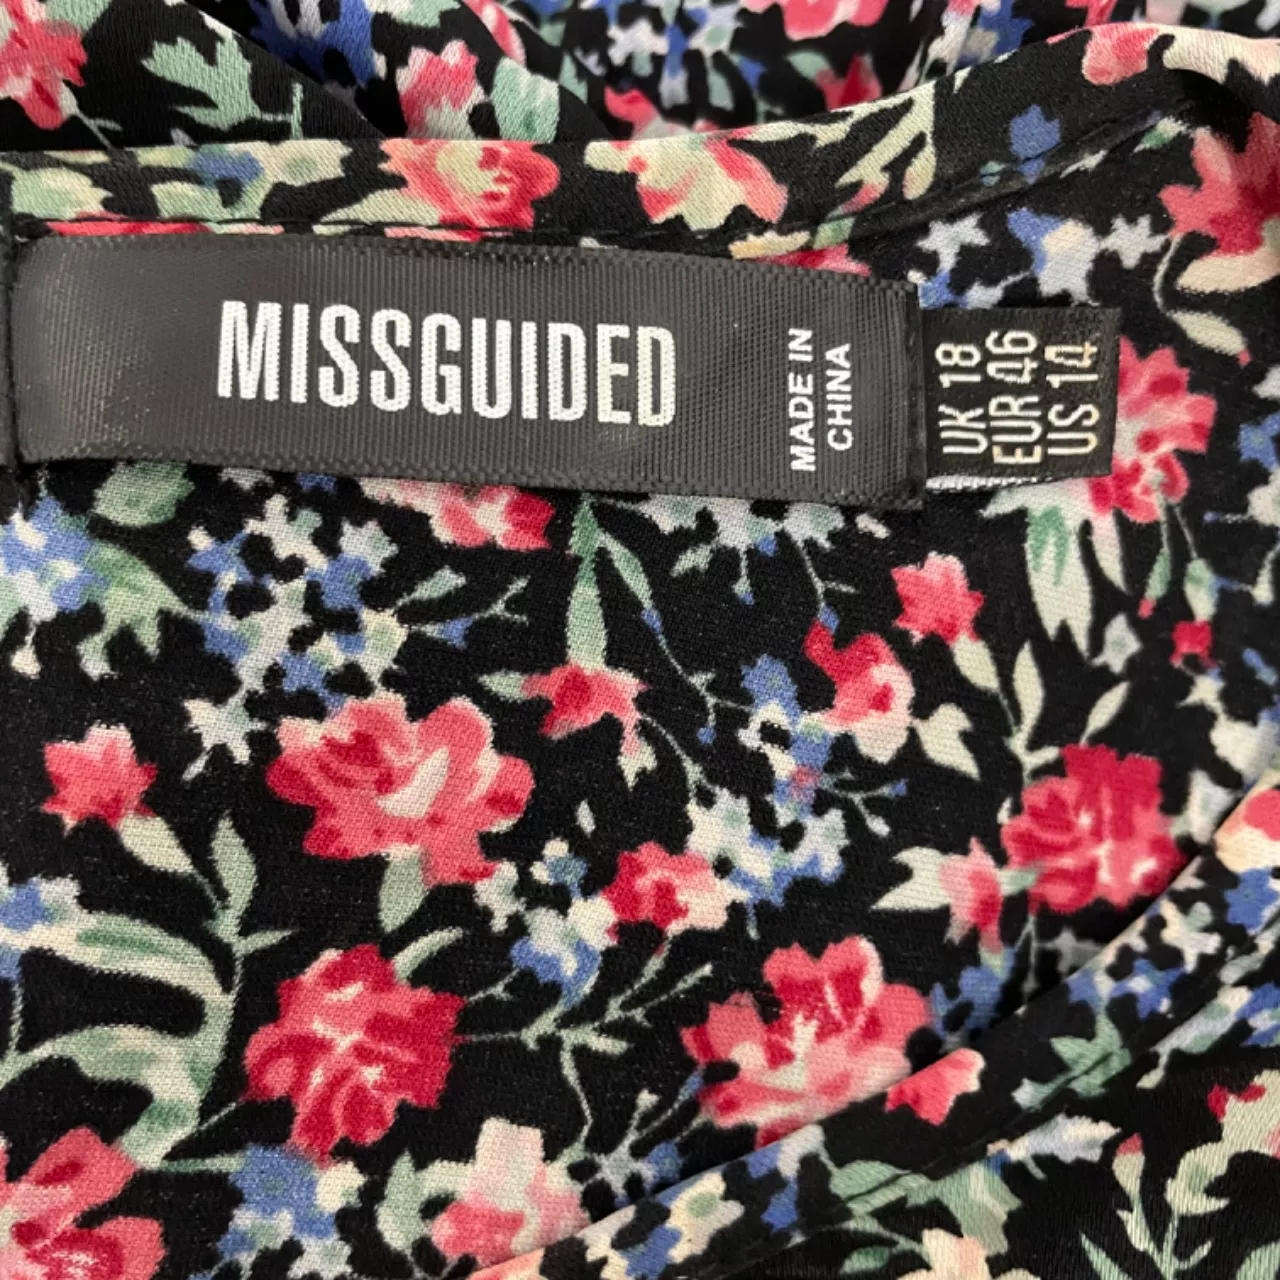 MISSGUIDED
MADE IN
CHINA
UK 18
EUR 46
US 14